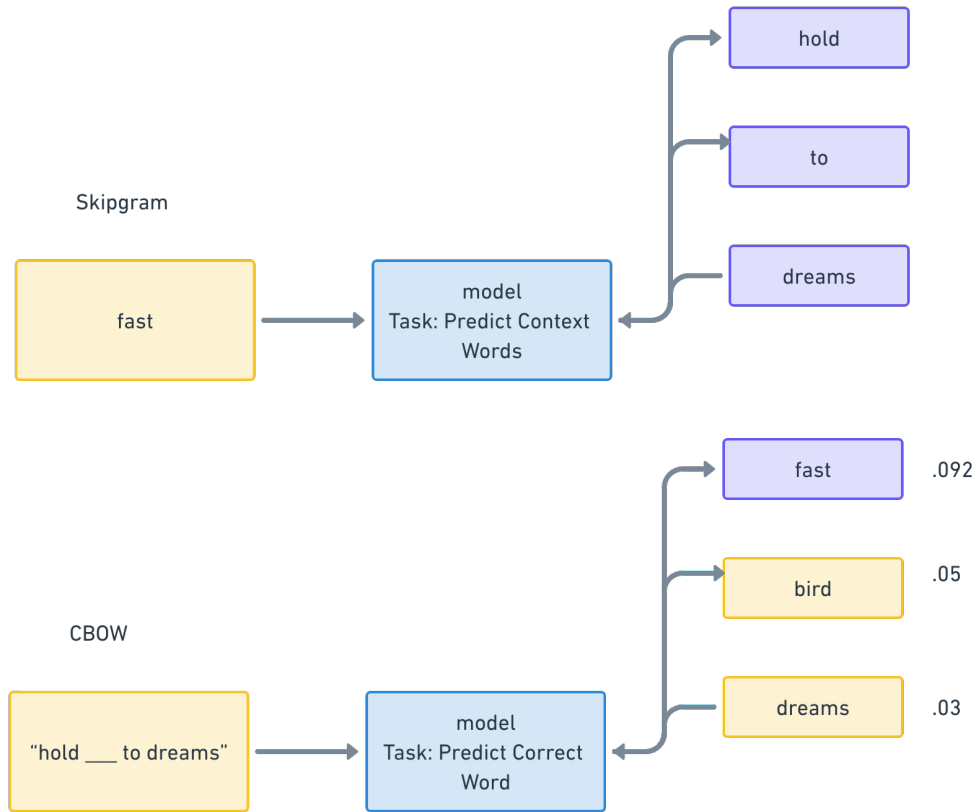 hold
to
Skipgram
dreams
fast
model
Task: Predict Context
Words
fast .092
bird .05
CBOW
dreams .03
“hold ___ to dreams”
model
Task: Predict Correct
Word